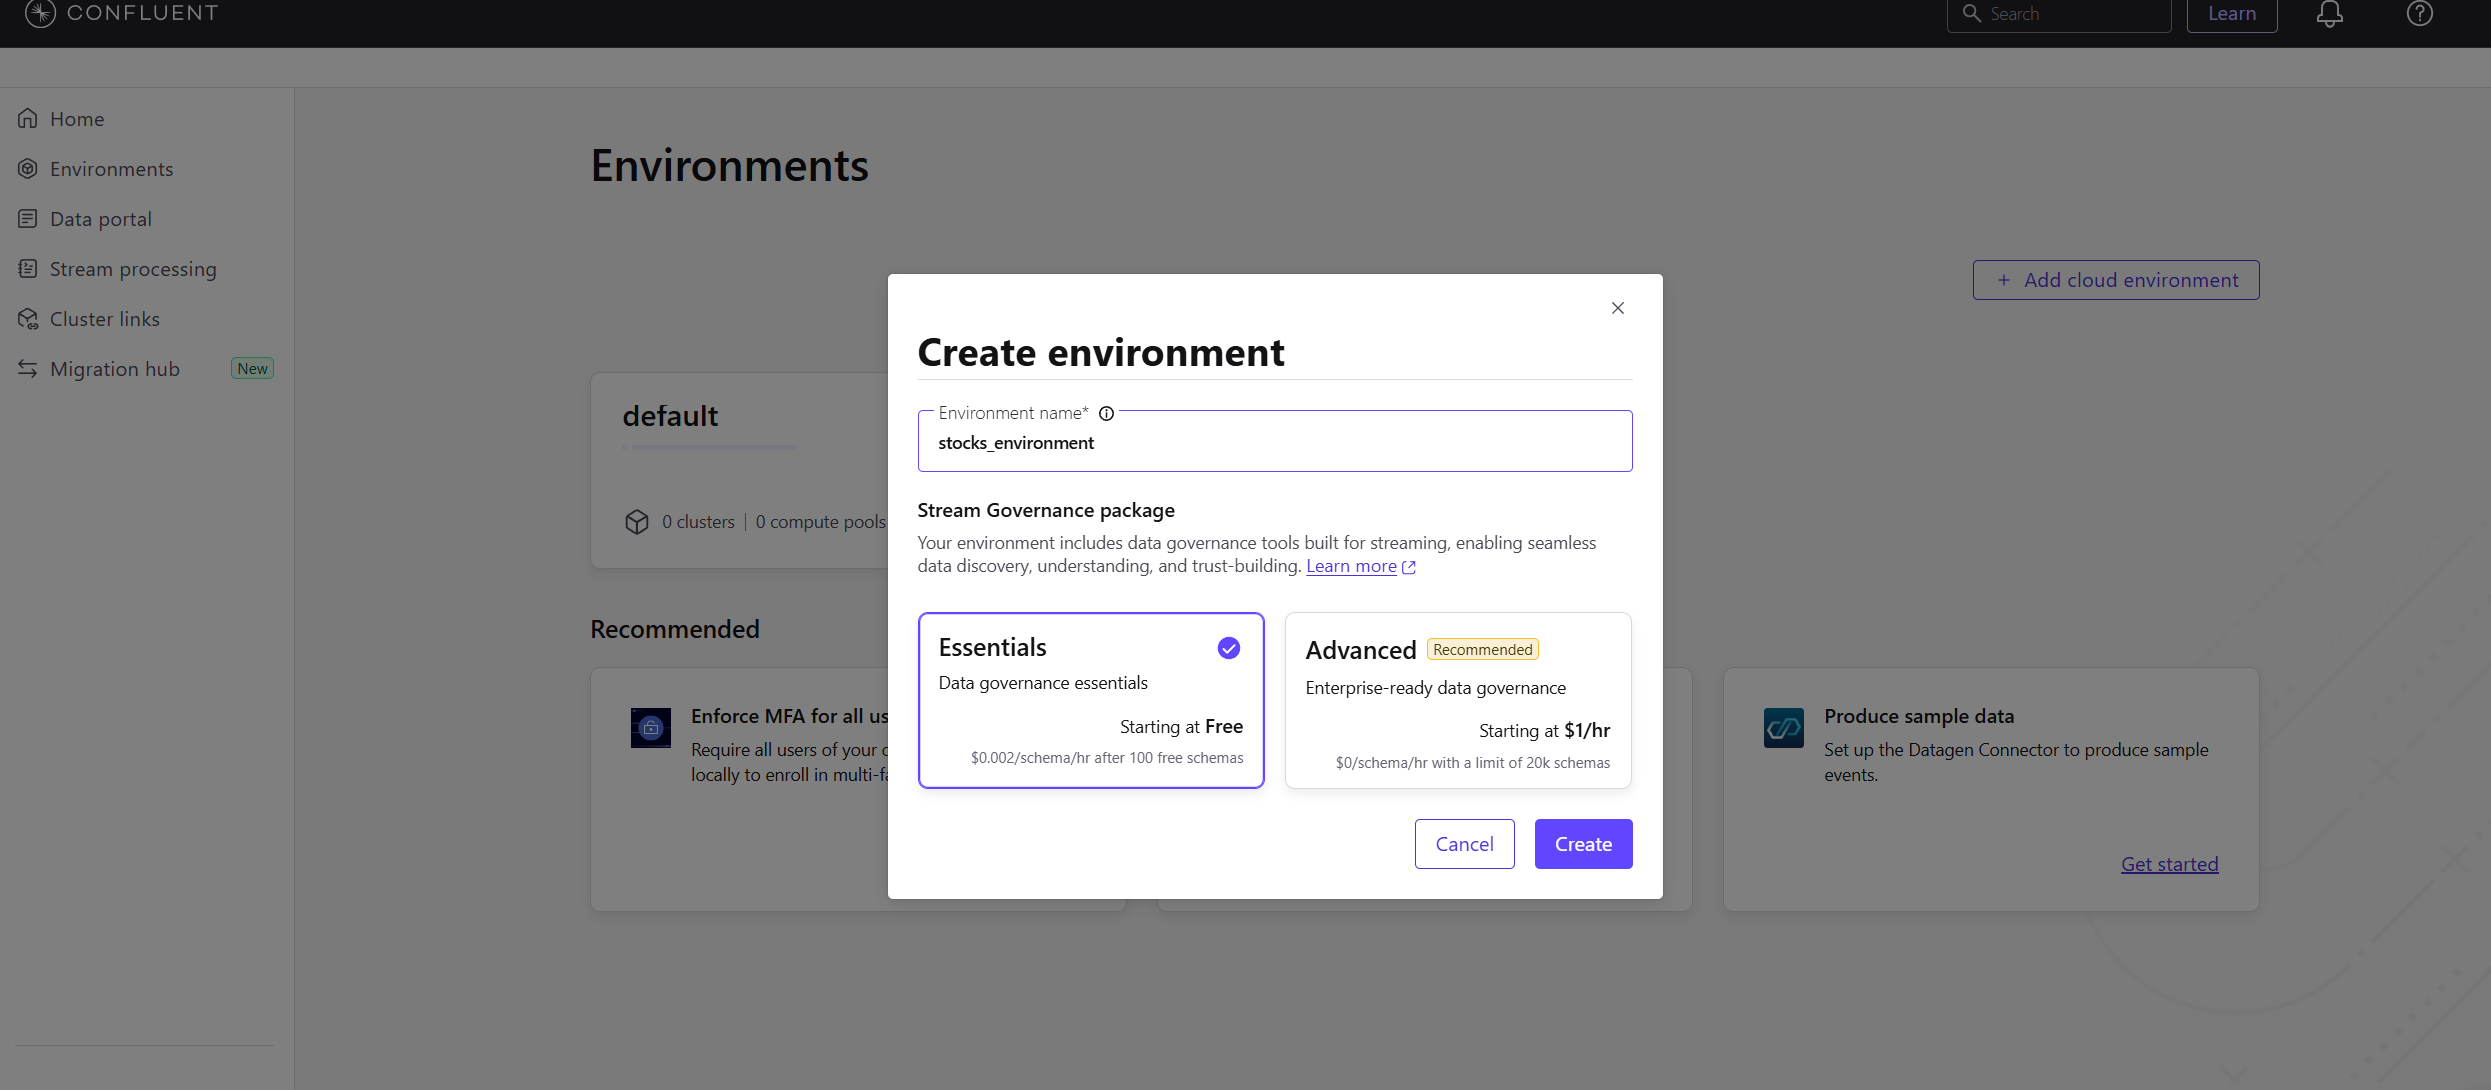 CONFLUENT
Search
Learn
Home
Environments
Data portal
Stream processing
Cluster links
Migration hub New
Environments
+ Add cloud environment
default
0 clusters | 0 compute pools
Create environment
Environment name*
stocks_environment
Stream Governance package
Your environment includes data governance tools built for streaming, enabling seamless
data discovery, understanding, and trust-building. Learn more
Essentials
Data governance essentials
Starting at Free
$0.002/schema/hr after 100 free schemas
Advanced Recommended
Enterprise-ready data governance
Starting at $1/hr
$0/schema/hr with a limit of 20k schemas
Cancel
Create
Recommended
Enforce MFA for all us
Require all users of your
locally to enroll in
Produce sample data
Set up the Datagen Connector to produce sample
events.
Get started